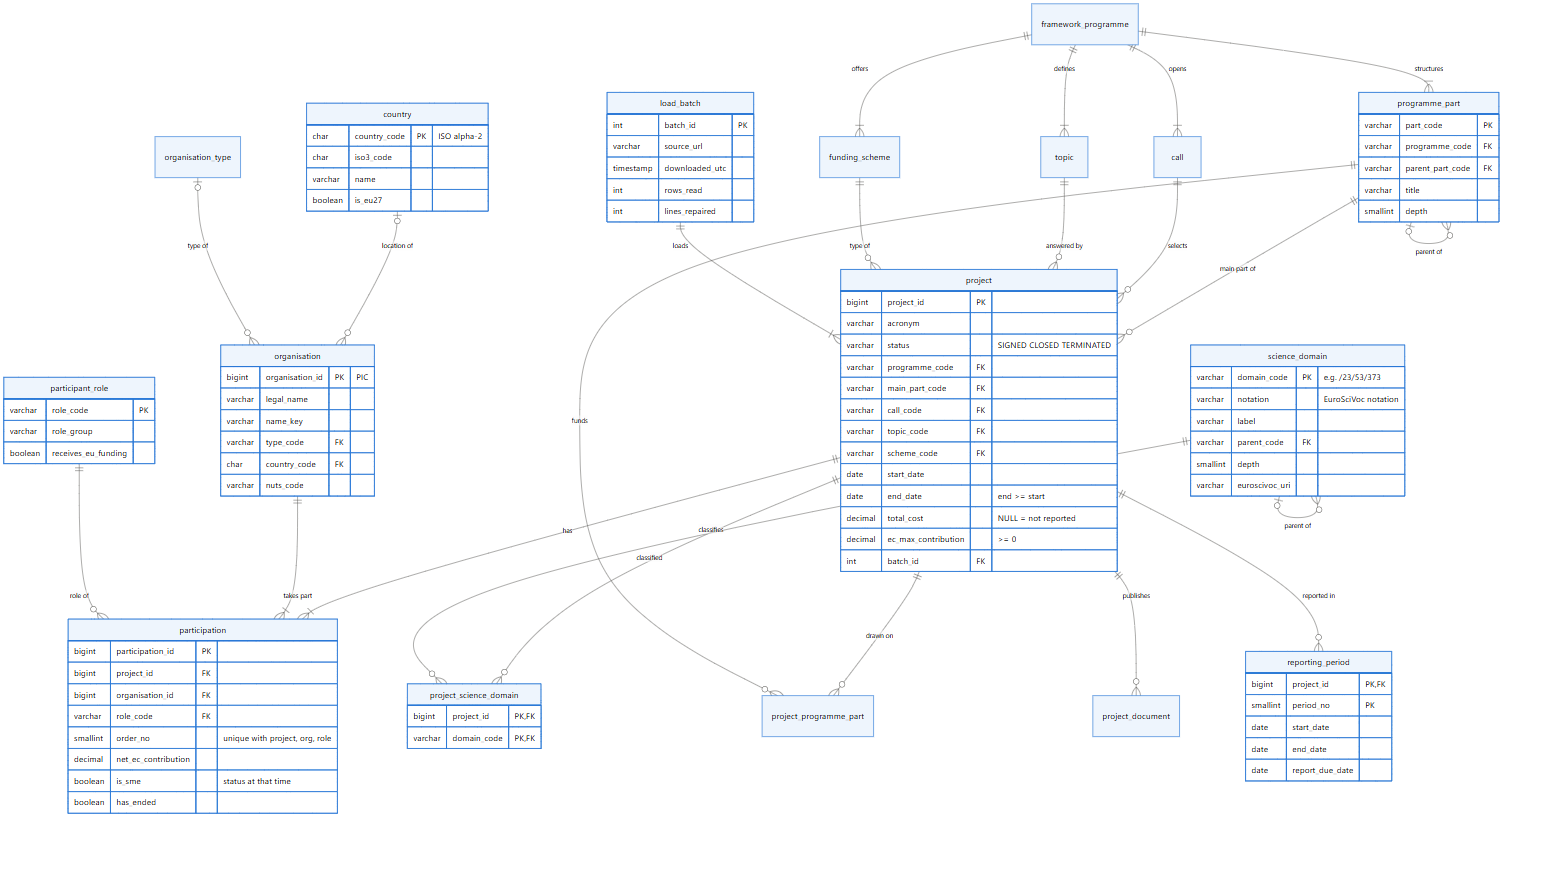 framework_programme
offers
defines
opens
structures
organisation_type
country
char country_code PK ISO alpha-2
char iso3_code
varchar name
boolean is_eu27
load_batch
int batch_id PK
varchar source_url
timestamp downloaded_utc
int rows_read
int lines_repaired
funding_scheme
topic
call
programme_part
varchar part_code PK
varchar programme_code FK
varchar parent_part_code FK
varchar title
smallint depth
type of
location of
loads
type of
answered by
selects
main part of
parent of
project
bigint project_id PK
varchar acronym
varchar status SIGNED CLOSED TERMINATED
varchar programme_code FK
varchar main_part_code FK
varchar call_code FK
varchar topic_code FK
varchar scheme_code FK
date start_date
date end_date end >= start
decimal total_cost NULL = not reported
decimal ec_max_contribution >= 0
int batch_id FK
organisation
bigint organisation_id PK PIC
varchar legal_name
varchar name_key
varchar type_code FK
char country_code FK
varchar nuts_code
participant_role
varchar role_code PK
varchar role_group
boolean receives_eu_funding
science_domain
varchar domain_code PK e.g. /23/53/373
varchar notation EuroSciVoc notation
varchar label
varchar parent_code FK
smallint depth
varchar euroscivoc_uri
parent of
funds
has
classifies
classified
role of
takes part
drawn on
publishes
reported in
participation
bigint participation_id PK
bigint project_id FK
bigint organisation_id FK
varchar role_code FK
smallint order_no unique with project, org, role
decimal net_ec_contribution
boolean is_sme status at that time
boolean has_ended
project_science_domain
bigint project_id PK,FK
varchar domain_code PK,FK
project_programme_part
project_document
reporting_period
bigint project_id PK,FK
smallint period_no PK
date start_date
date end_date
date report_due_date